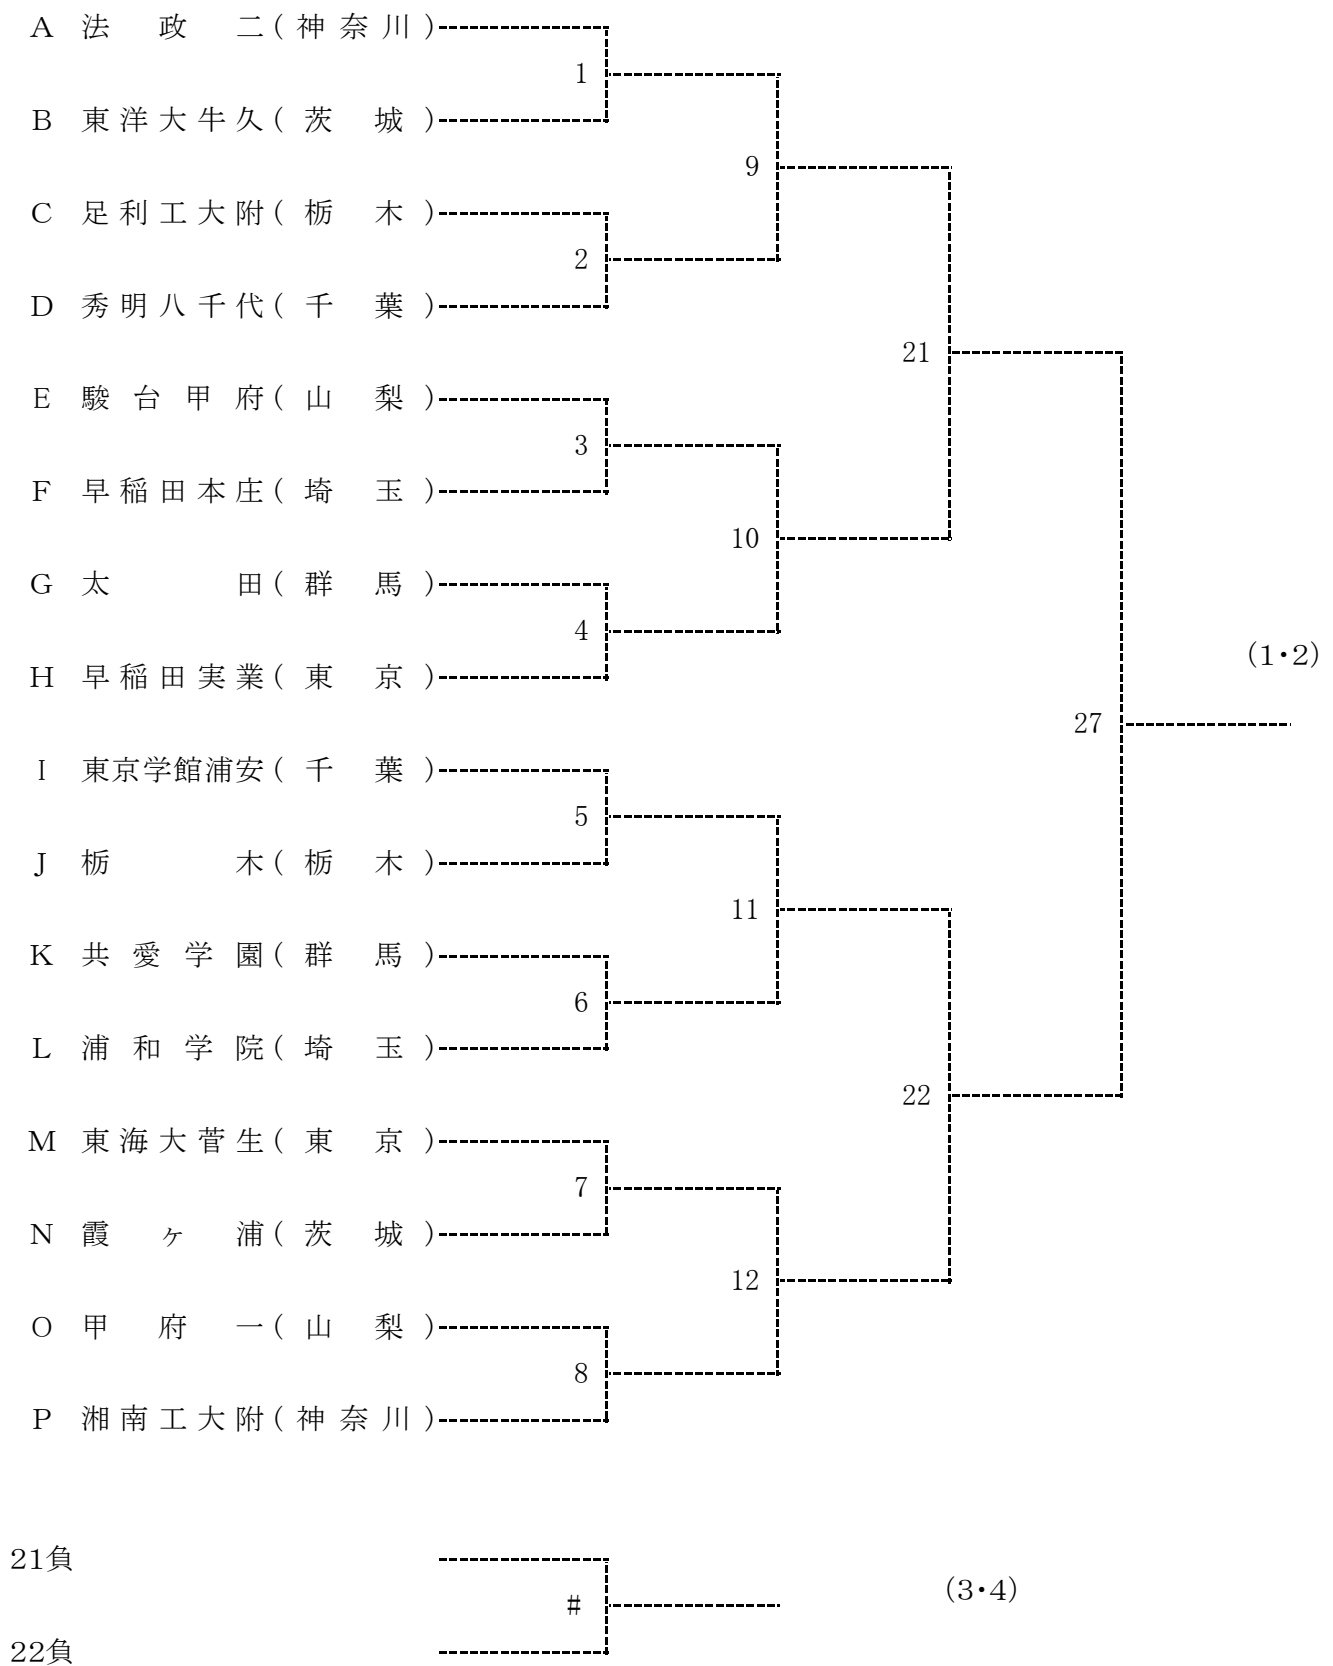 A 法政二(神奈川)
1
B 東洋大牛久(茨城)
9
C 足利工大附(栃木)
2
D 秀明八千代(千葉)
21
E 駿台甲府(山梨)
3
F 早稲田本庄(埼玉)
10
G 太田(群馬)
4
(1・2)
H 早稲田実業(東京)
27
I 東京学館浦安(千葉)
5
J 栃木(栃木)
11
K 共愛学園(群馬)
6
L 浦和学院(埼玉)
22
M 東海大菅生(東京)
7
N 霞ヶ浦(茨城)
12
O 甲府一(山梨)
8
P 湘南工大附(神奈川)
21負
(3・4)
#
22負